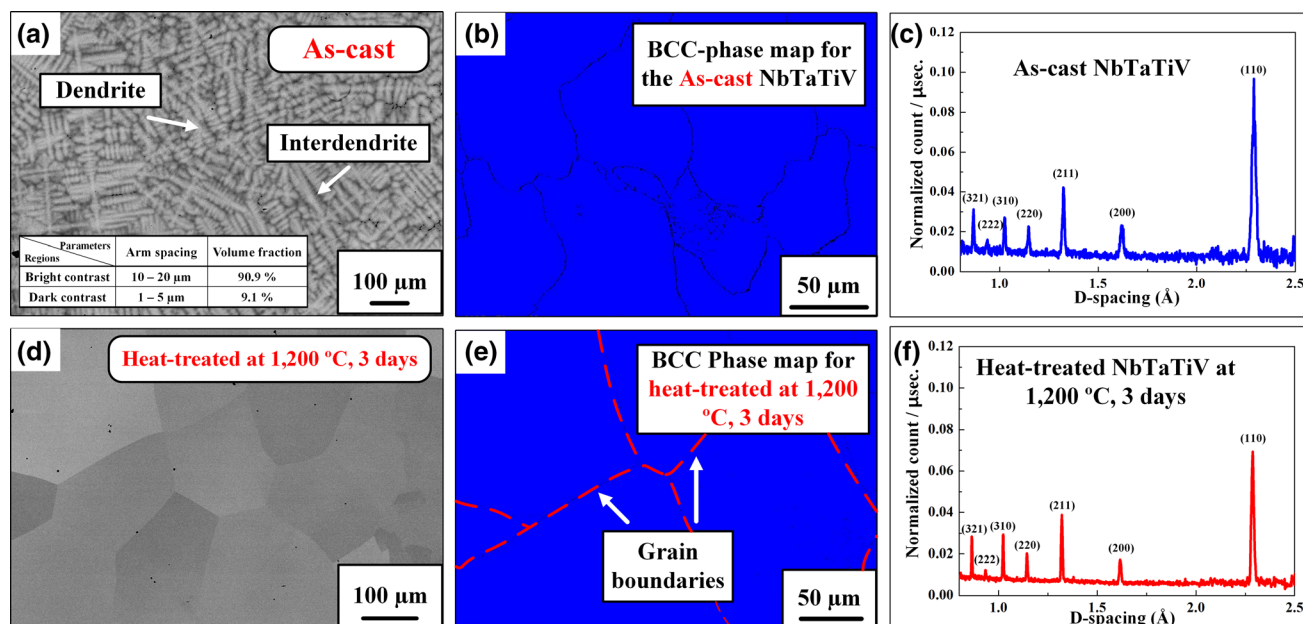 (a)
As-cast
Dendrite
Interdendrite
Parameters
Regions
Arm spacing
Volume fraction
Bright contrast
10 – 20 µm
90.9 %
Dark contrast
1 – 5 µm
9.1 %
100 µm
(b)
BCC-phase map for
the As-cast NbTaTiV
50 µm
(c)
As-cast NbTaTiV
Normalized count / µsec.
0.12
0.10
0.08
0.06
0.04
0.02
0.00
(321)
(222)
(310)
(220)
(211)
(200)
(110)
1.0
1.5
2.0
2.5
D-spacing (Å)
(d)
Heat-treated at 1,200 ºC, 3 days
100 µm
(e)
BCC Phase map for
heat-treated at 1,200
ºC, 3 days
Grain
boundaries
50 µm
(f)
Heat-treated NbTaTiV at
1,200 ºC, 3 days
Normalized count / µsec.
0.12
0.10
0.08
0.06
0.04
0.02
0.00
(321)
(222)
(310)
(220)
(211)
(200)
(110)
1.0
1.5
2.0
2.5
D-spacing (Å)